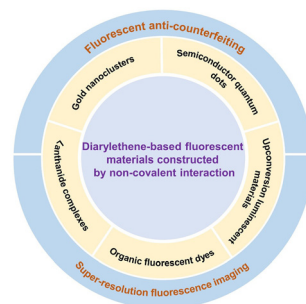 Fluorescent anti-counterfeiting
Gold nanoclusters
Semiconductor quantum
dots
Diarylethene-based fluorescent
materials constructed
by non-covalent interaction
Lanthanide complexes
Upconversion luminescent
materials
Organic fluorescent dyes
Super-resolution fluorescence imaging